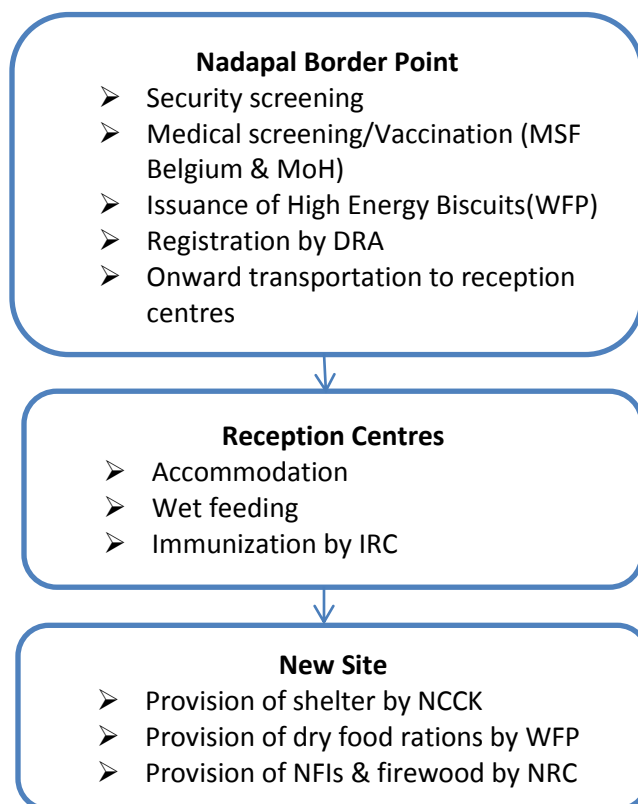 Nadapal Border Point
➢ Security screening
➢ Medical screening/Vaccination (MSF
Belgium & MoH)
➢ Issuance of High Energy Biscuits(WFP)
➢ Registration by DRA
➢ Onward transportation to reception
centres
Reception Centres
➢ Accommodation
➢ Wet feeding
➢ Immunization by IRC
New Site
➢ Provision of shelter by NCCK
➢ Provision of dry food rations by WFP
➢ Provision of NFIs & firewood by NRC